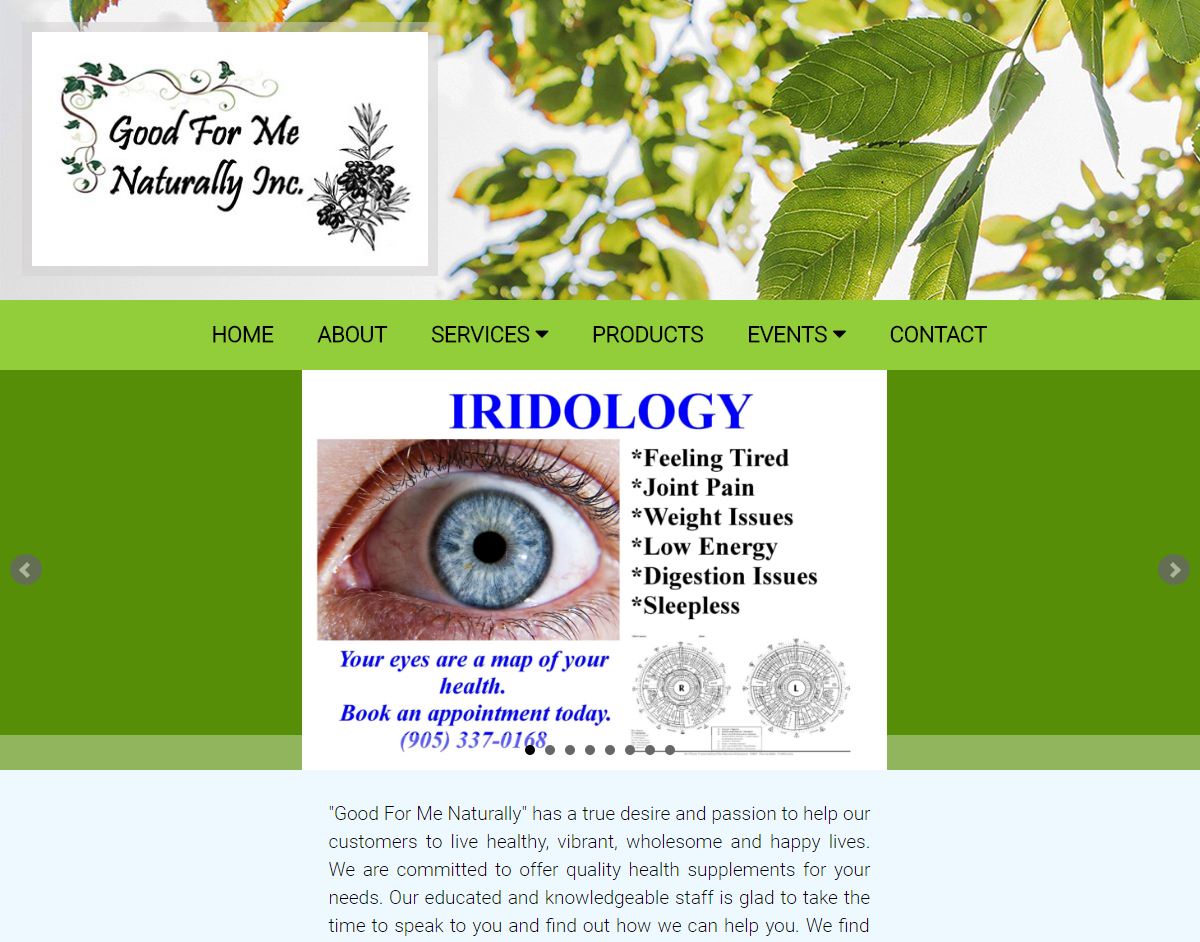 Good For Me
Naturally Inc.
HOME ABOUT SERVICES PRODUCTS EVENTS CONTACT
IRIDOLOGY
*Feeling Tired
*Joint Pain
*Weight Issues
*Low Energy
*Digestion Issues
*Sleepless
Your eyes are a map of your
health.
Book an appointment today.
(905) 337-0168
R
L
"Good For Me Naturally" has a true desire and passion to help our
customers to live healthy, vibrant, wholesome and happy lives.
We are committed to offer quality health supplements for your
needs. Our educated and knowledgeable staff is glad to take the
time to speak to you and find out how we can help you. We find